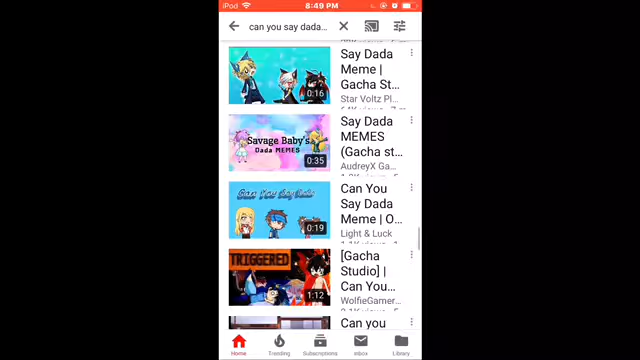 iPod 8:49 PM
can you say dada...
Say Dada
Meme |
Gacha St...
Star Voltz Pl...
0:16
Say Dada
MEMES
(Gacha st...
AudreyX Ga...
Savage Baby's
Dada MEMES
0:35
Can You
Say Dada
Meme | O...
Light & Luck
Can You Say Dada
0:19
[Gacha
Studio] |
Can You...
WolfieGamer...
TRIGGERED
1:12
Can you
Home Trending Subscriptions Inbox Library